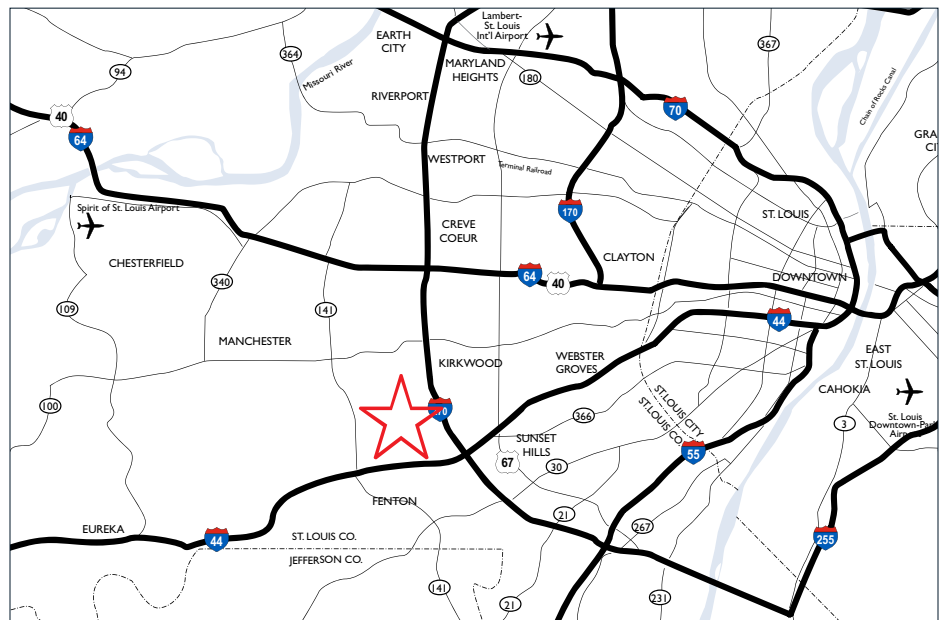 Lambert-
St. Louis
Int'l Airport
EARTH
CITY
364
367
94
Missouri River
MARYLAND
HEIGHTS
180
RIVERPORT
Chain of Rocks Canal
70
40
64
GRA
CI
WESTPORT
Terminal Railroad
Spirit of St. Louis Airport
170
ST. LOUIS
CREVE
COEUR
CLAYTON
CHESTERFIELD
340
64
40
DOWNTOWN
109
141
44
MANCHESTER
KIRKWOOD
WEBSTER
GROVES
EAST
ST. LOUIS
CAHOKIA
100
366
ST.LOUIS CITY
ST.LOUIS CO.
3
St. Louis
Downtown-Par
Airp
SUNSET
HILLS
67
30
55
FENTON
21
267
EUREKA
44
ST. LOUIS CO.
JEFFERSON CO.
255
141
21
231